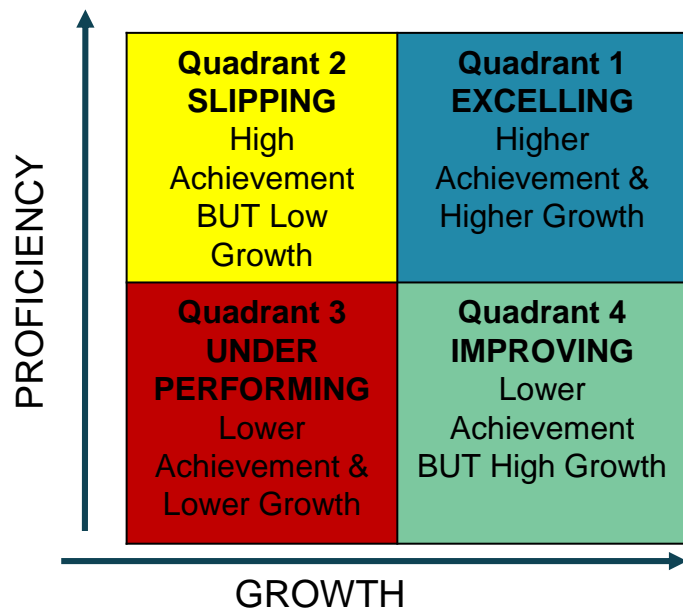 PROFICIENCY
Quadrant 2
SLIPPING
High
Achievement
BUT Low
Growth
Quadrant 1
EXCELLING
Higher
Achievement &
Higher Growth
Quadrant 3
UNDER
PERFORMING
Lower
Achievement &
Lower Growth
Quadrant 4
IMPROVING
Lower
Achievement
BUT High Growth
GROWTH